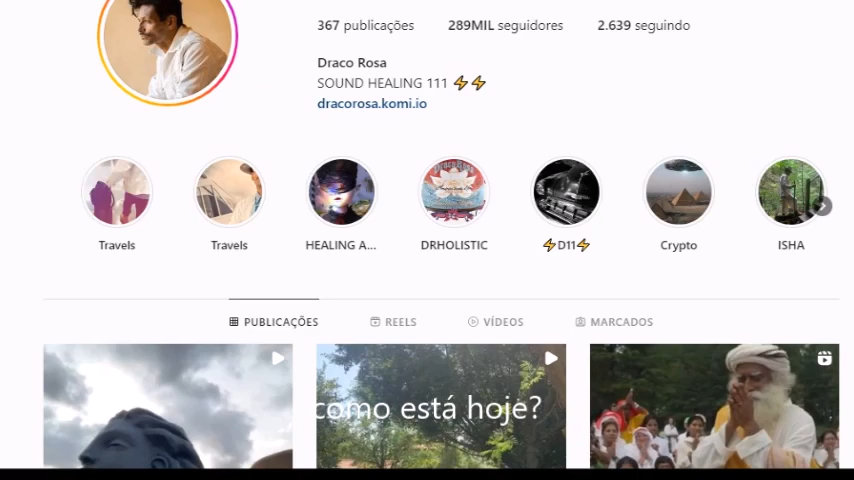 367 publicações 289MIL seguidores 2.639 seguindo
Draco Rosa
SOUND HEALING 111 ⚡⚡
dracorosa.komi.io
Travels Travels HEALING A... DRHOLISTIC ⚡D11⚡ Crypto ISHA
PUBLICAÇÕES REELS VÍDEOS MARCADOS
como está hoje?